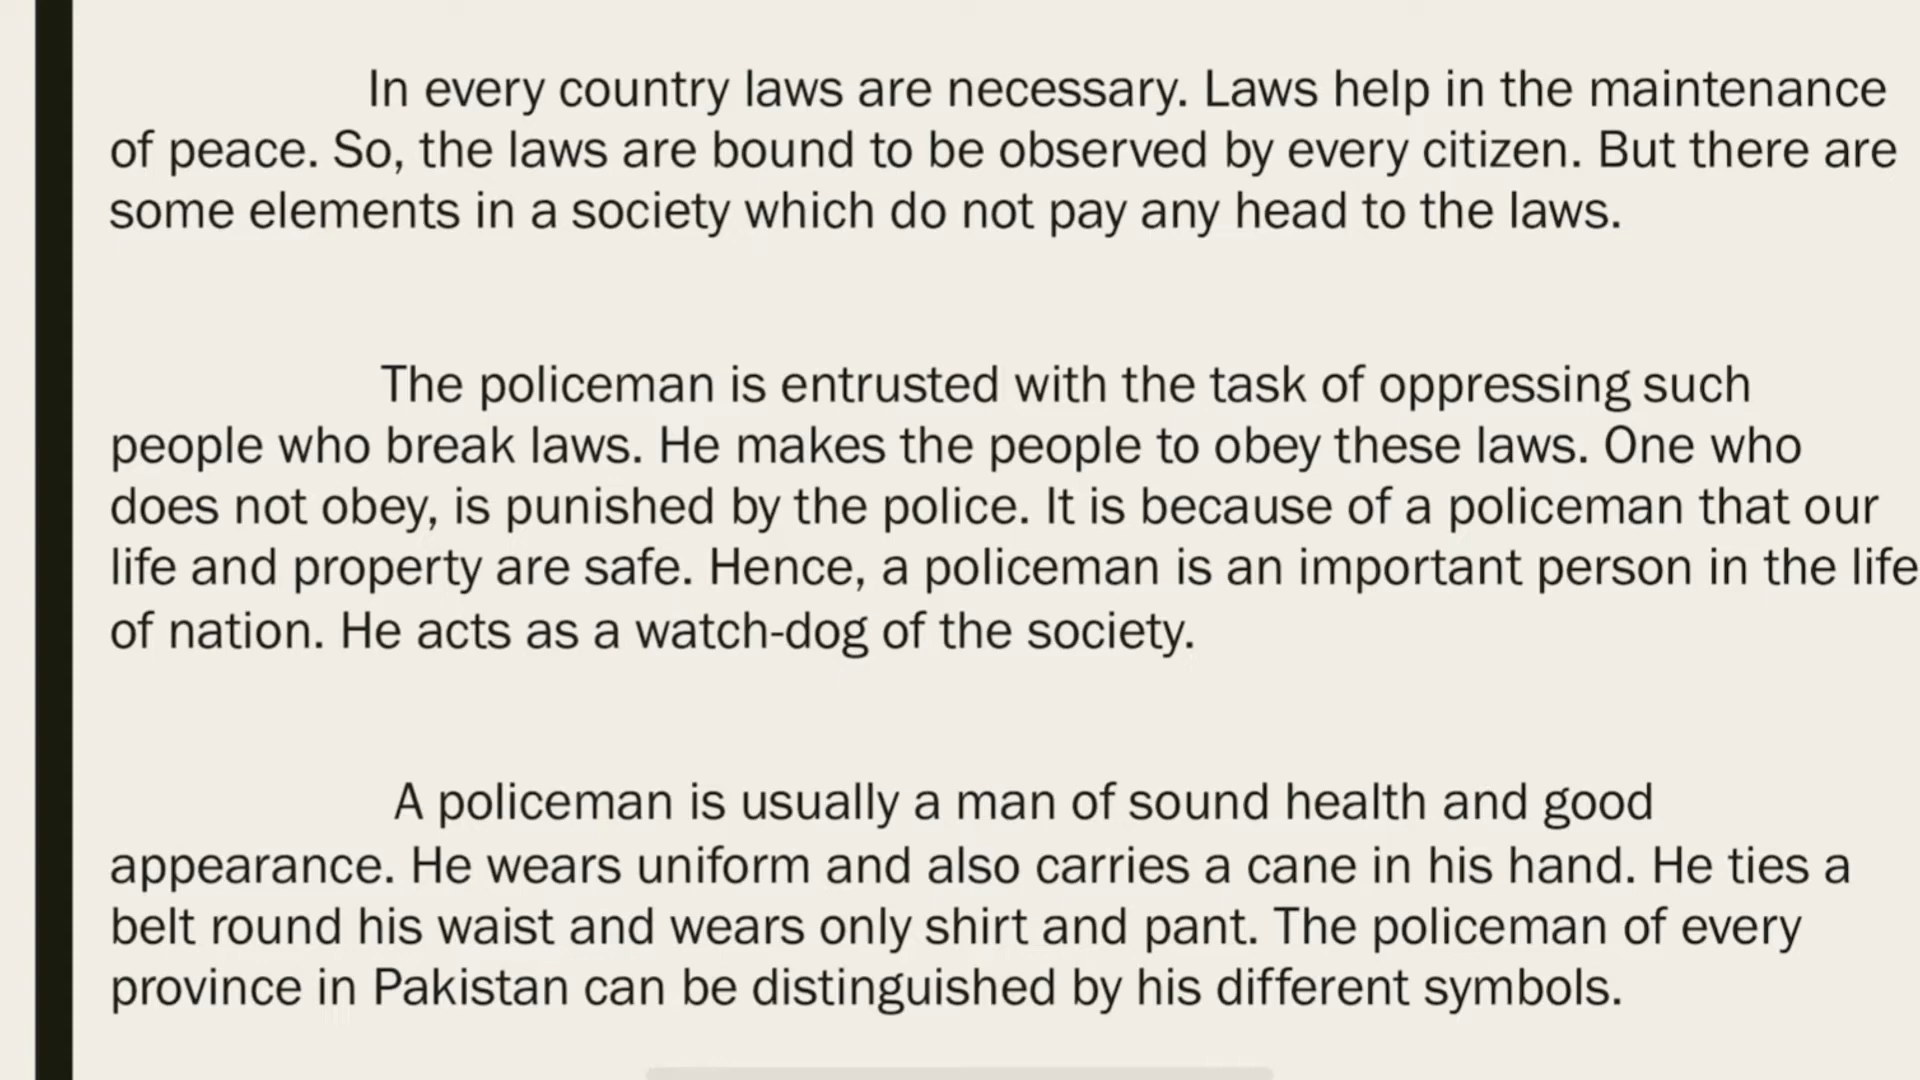 In every country laws are necessary. Laws help in the maintenance
of peace. So, the laws are bound to be observed by every citizen. But there are
some elements in a society which do not pay any head to the laws.
The policeman is entrusted with the task of oppressing such
people who break laws. He makes the people to obey these laws. One who
does not obey, is punished by the police. It is because of a policeman that our
life and property are safe. Hence, a policeman is an important person in the life
of nation. He acts as a watch-dog of the society.
A policeman is usually a man of sound health and good
appearance. He wears uniform and also carries a cane in his hand. He ties a
belt round his waist and wears only shirt and pant. The policeman of every
province in Pakistan can be distinguished by his different symbols.